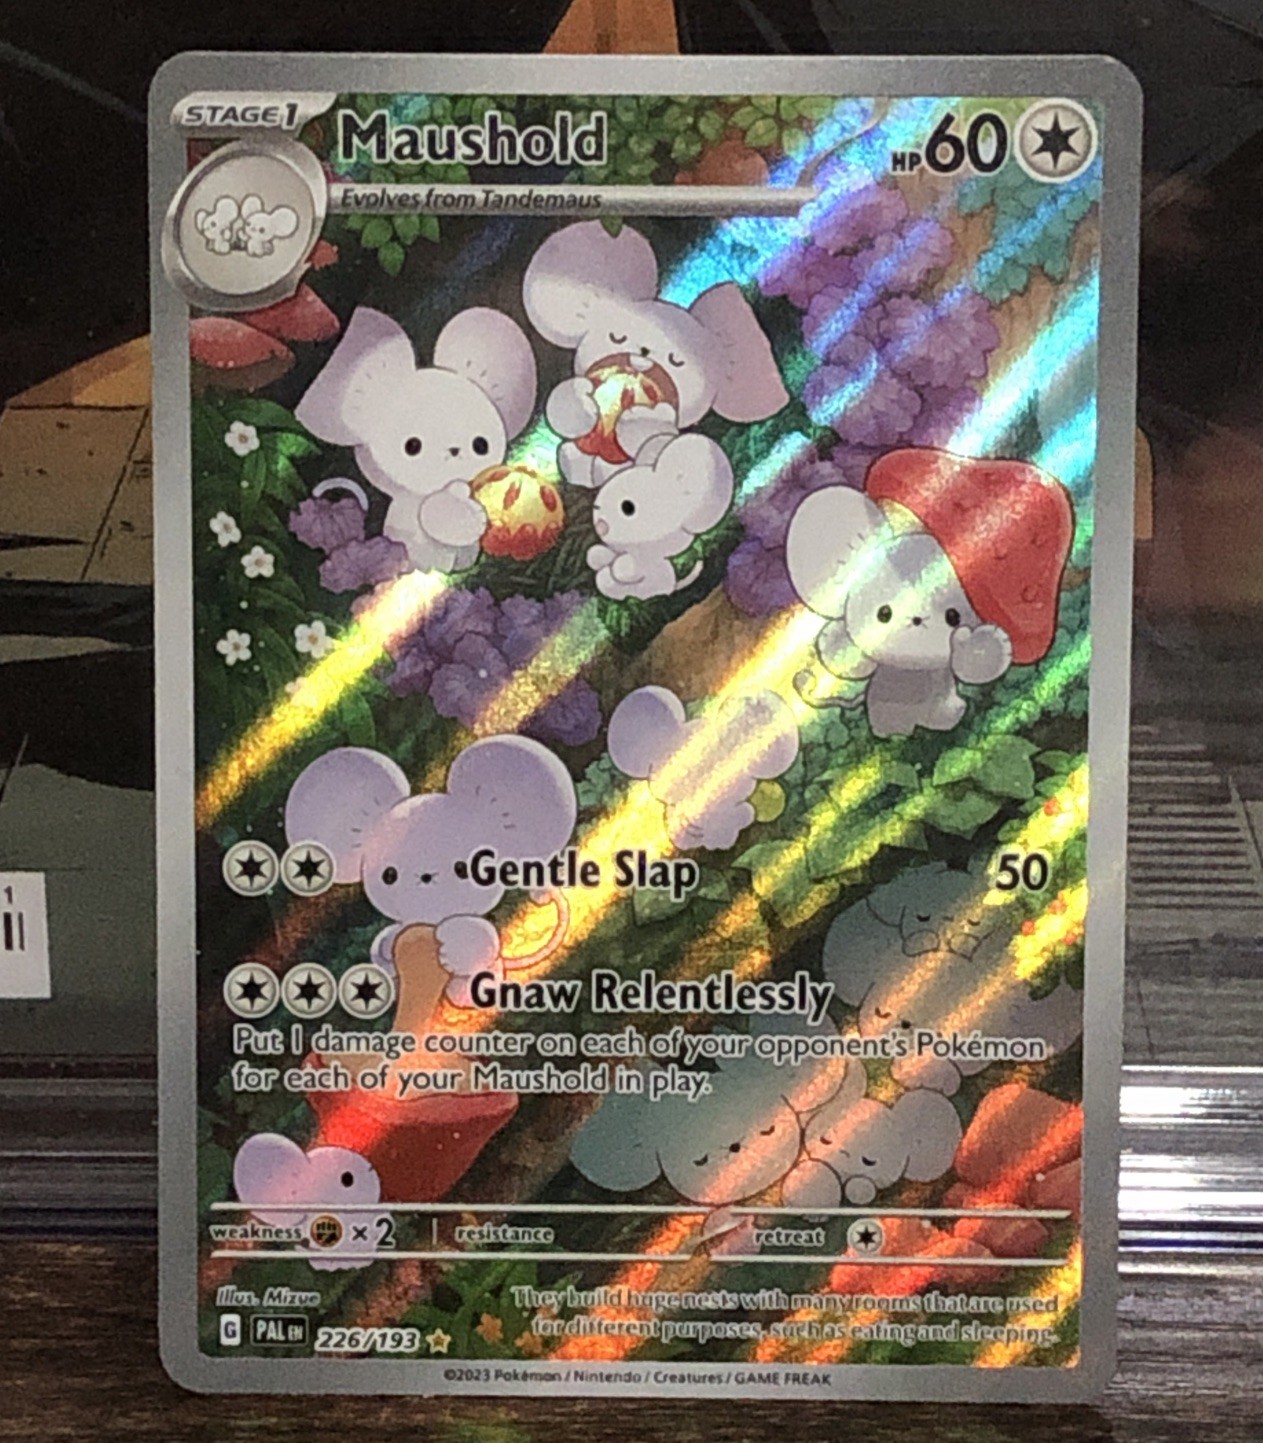 STAGE1
Maushold
HP60
Evolves from Tandemaus
Gentle Slap 50
Gnaw Relentlessly
Put 1 damage counter on each of your opponent's Pokémon
for each of your Maushold in play.
weakness ×2 resistance retreat
Illus. Mizue
They build huge nests with many rooms that are used
for different purposes, such as eating and sleeping.
G PAL EN 226/193
©2023 Pokémon / Nintendo / Creatures / GAME FREAK
1